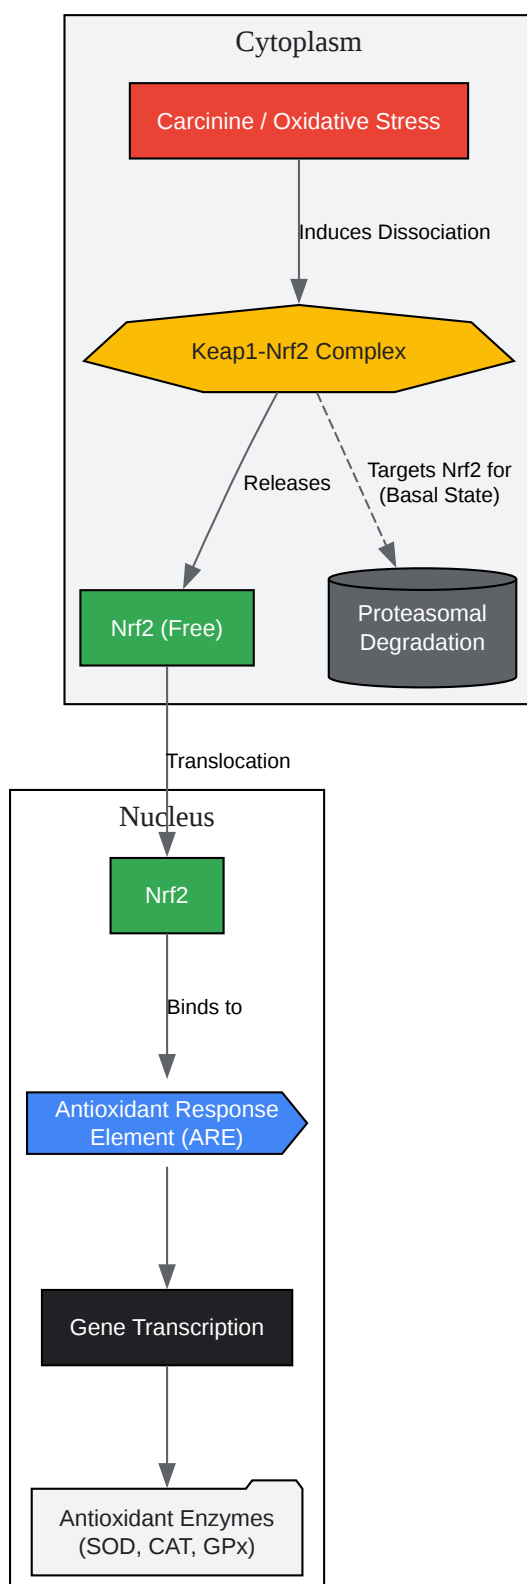 Cytoplasm
Carcinine / Oxidative Stress
Induces Dissociation
Keap1-Nrf2 Complex
Releases
Targets Nrf2 for
(Basal State)
Nrf2 (Free)
Proteasomal
Degradation
Translocation
Nucleus
Nrf2
Binds to
Antioxidant Response
Element (ARE)
Gene Transcription
Antioxidant Enzymes
(SOD, CAT, GPx)